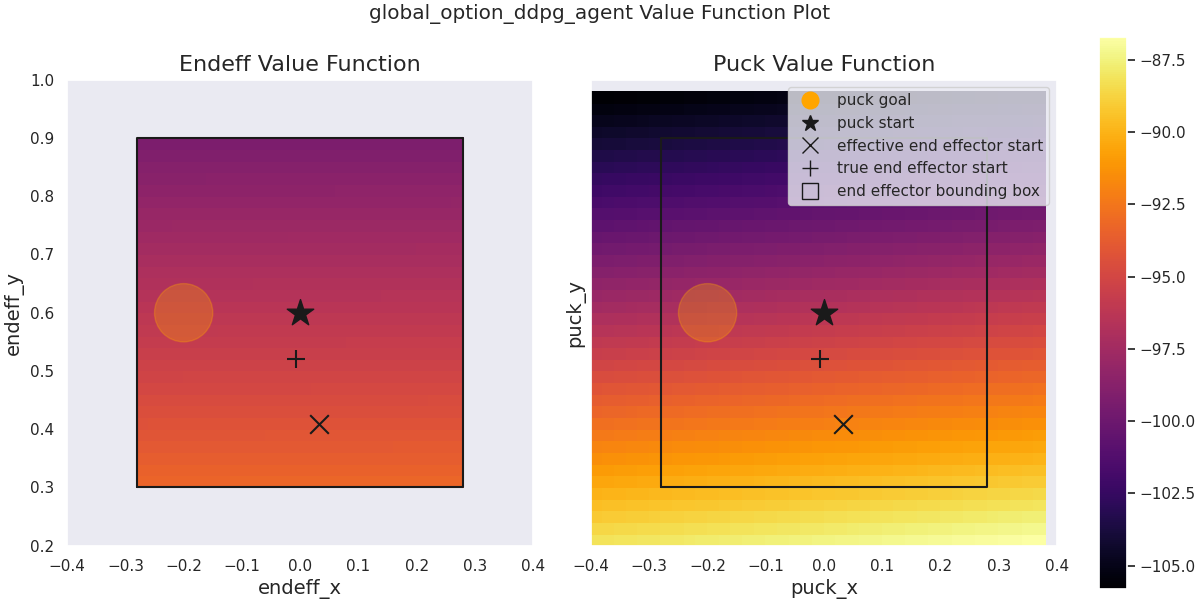 global_option_ddpg_agent Value Function Plot
Endeff Value Function
1.0
0.9
0.8
0.7
0.6
0.5
0.4
0.3
0.2
endeff_y
−0.4 −0.3 −0.2 −0.1 0.0 0.1 0.2 0.3 0.4
endeff_x
Puck Value Function
puck goal
puck start
effective end effector start
true end effector start
end effector bounding box
puck_y
−0.4 −0.3 −0.2 −0.1 0.0 0.1 0.2 0.3 0.4
puck_x
−87.5
−90.0
−92.5
−95.0
−97.5
−100.0
−102.5
−105.0